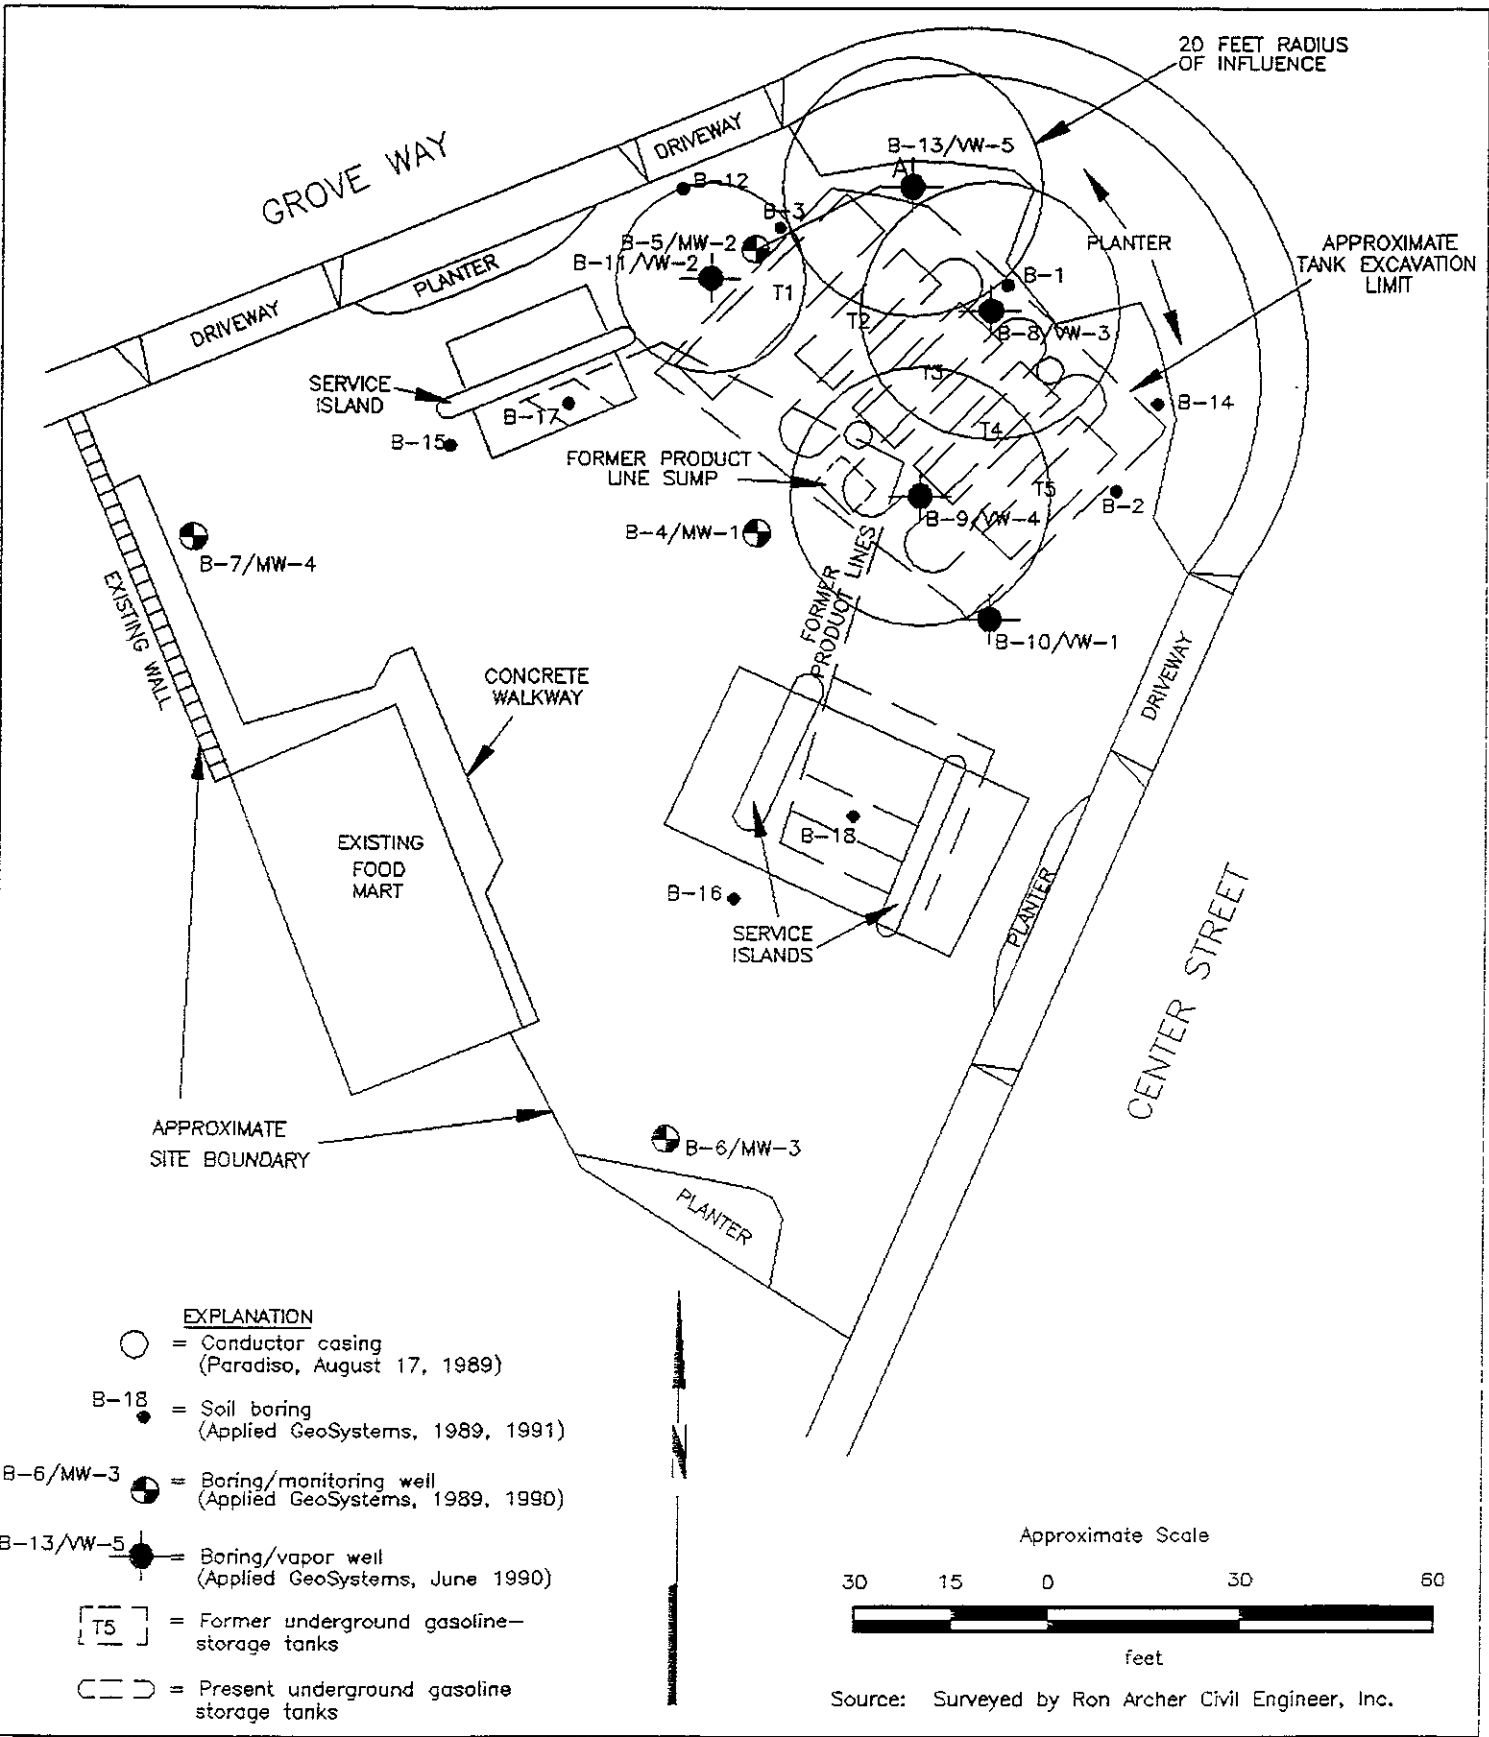 20 FEET RADIUS
OF INFLUENCE
GROVE WAY
DRIVEWAY
B-13/VW-5
A1
B-12
B-3
B-5/MW-2
B-11/VW-2
PLANTER
PLANTER
APPROXIMATE
TANK EXCAVATION
LIMIT
B-1
T1
T2
B-8/VW-3
DRIVEWAY
SERVICE
ISLAND
T3
B-17
B-15
B-14
T4
FORMER PRODUCT
LINE SUMP
T5
B-2
B-9/VW-4
B-4/MW-1
B-7/MW-4
EXISTING WALL
FORMER
PRODUCT LINES
B-10/VW-1
DRIVEWAY
CONCRETE
WALKWAY
EXISTING
FOOD
MART
B-18
B-16
SERVICE
ISLANDS
PLANTER
CENTER STREET
APPROXIMATE
SITE BOUNDARY
B-6/MW-3
PLANTER
EXPLANATION
= Conductor casing
(Paradiso, August 17, 1989)
B-18
= Soil boring
(Applied GeoSystems, 1989, 1991)
B-6/MW-3
= Boring/monitoring well
(Applied GeoSystems, 1989, 1990)
B-13/VW-5
= Boring/vapor well
(Applied GeoSystems, June 1990)
T5
= Former underground gasoline-
storage tanks
= Present underground gasoline
storage tanks
Approximate Scale
30 15 0 30 60
feet
Source: Surveyed by Ron Archer Civil Engineer, Inc.